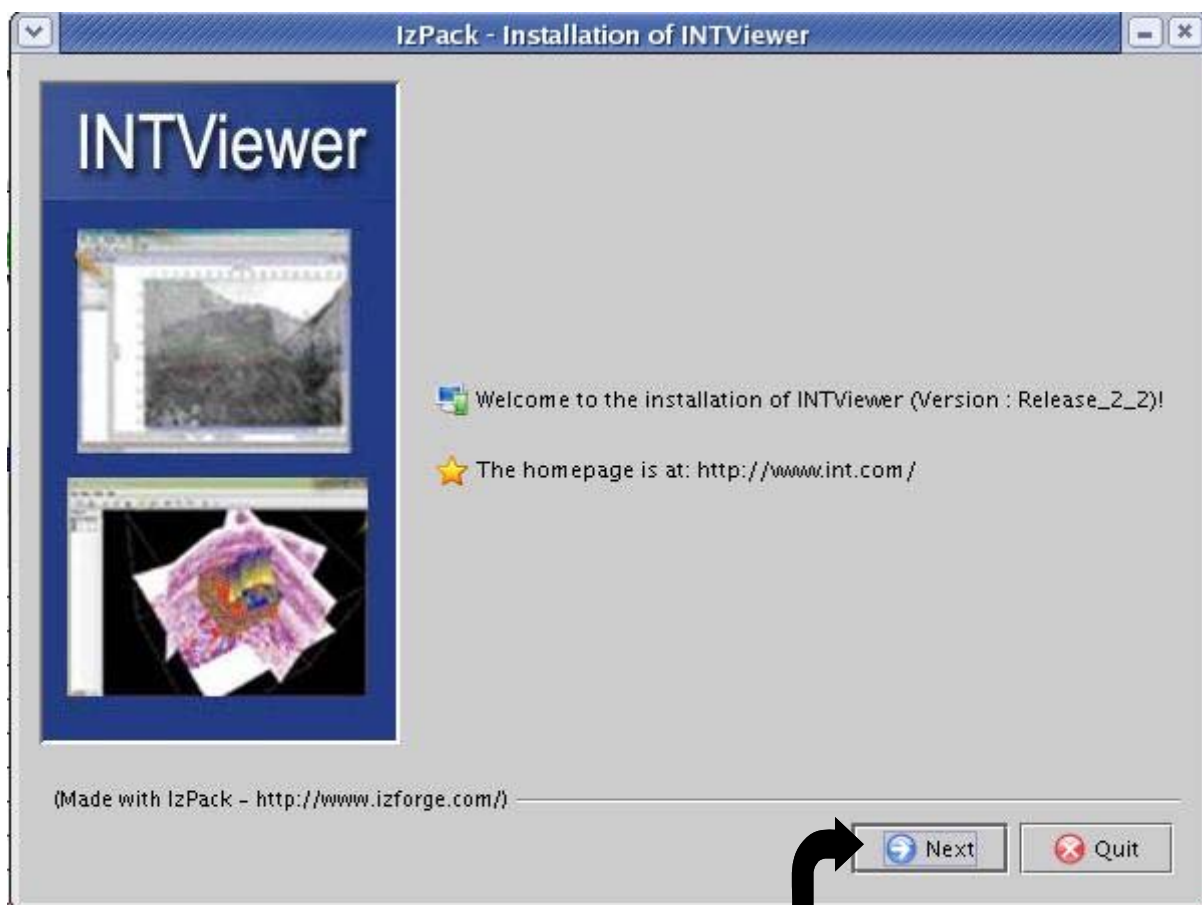 IzPack - Installation of INTViewer
INTViewer
Welcome to the installation of INTViewer (Version : Release_2_2)!
The homepage is at: http://www.int.com/
(Made with IzPack - http://www.izforge.com/)
Next
Quit